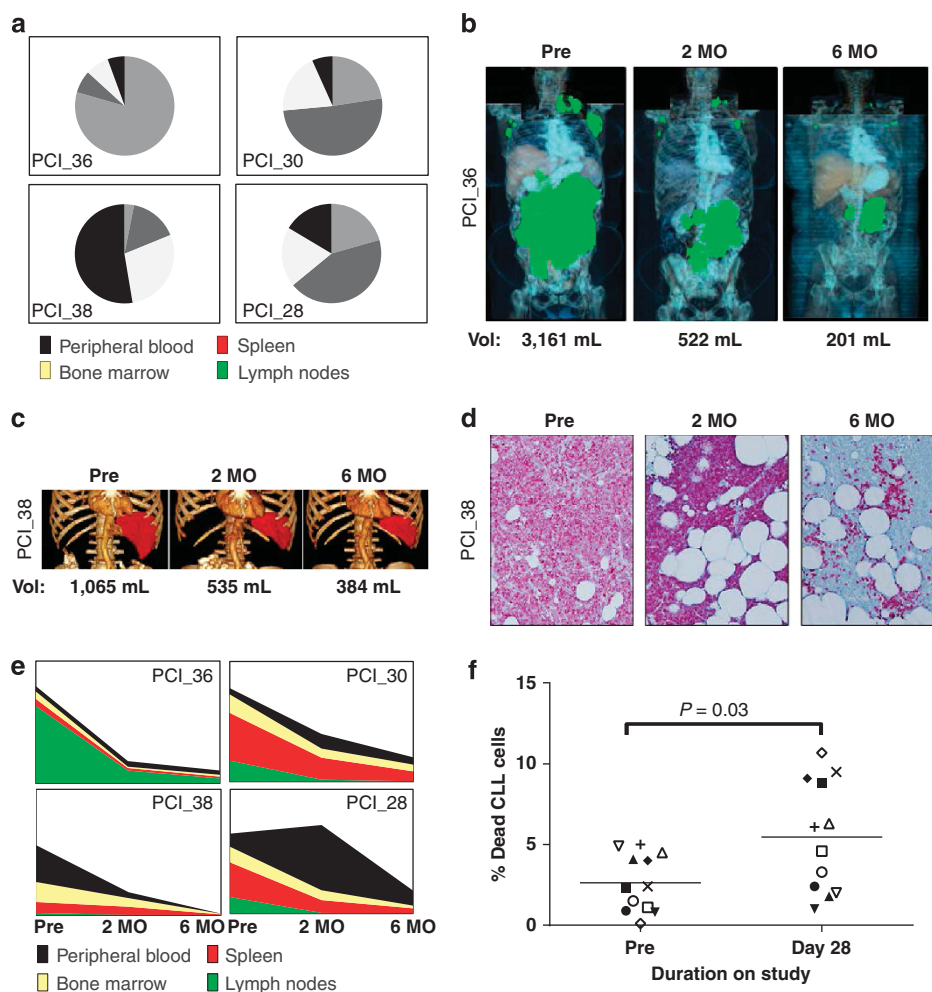 a
PCI_36
PCI_30
PCI_38
PCI_28
Peripheral blood
Spleen
Bone marrow
Lymph nodes
b
Pre
2 MO
6 MO
PCI_36
Vol:
3,161 mL
522 mL
201 mL
c
Pre
2 MO
6 MO
PCI_38
Vol:
1,065 mL
535 mL
384 mL
d
Pre
2 MO
6 MO
PCI_38
e
PCI_36
PCI_30
PCI_38
PCI_28
Pre
2 MO
6 MO
Pre
2 MO
6 MO
Peripheral blood
Spleen
Bone marrow
Lymph nodes
f
15
10
5
0
% Dead CLL cells
P = 0.03
Pre
Day 28
Duration on study